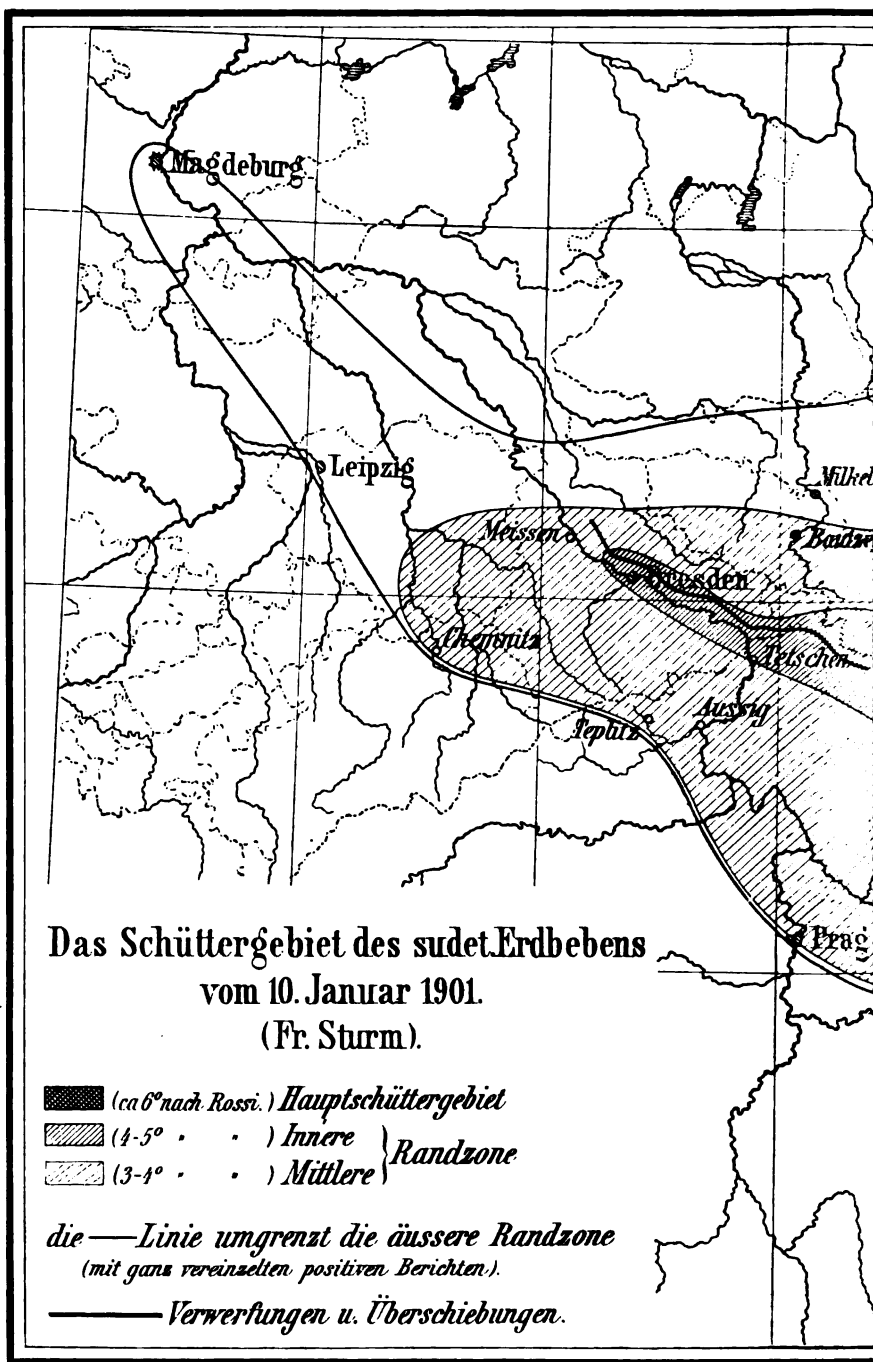 Magdeburg
Leipzig
Milkel
Meissen
Bautze
Dresden
Chemnitz
Tetschen
Aussig
Teplitz
Prag
Das Schüttergebiet des sudet. Erdbebens
vom 10. Januar 1901.
(Fr. Sturm).
(ca 6° nach Rossi.) Hauptschüttergebiet
(4-5° " " ) Innere
(3-4° " " ) Mittlere
Randzone
die — Linie umgrenzt die äussere Randzone
(mit ganz vereinzelten positiven Berichten).
Verwerfungen u. Überschiebungen.